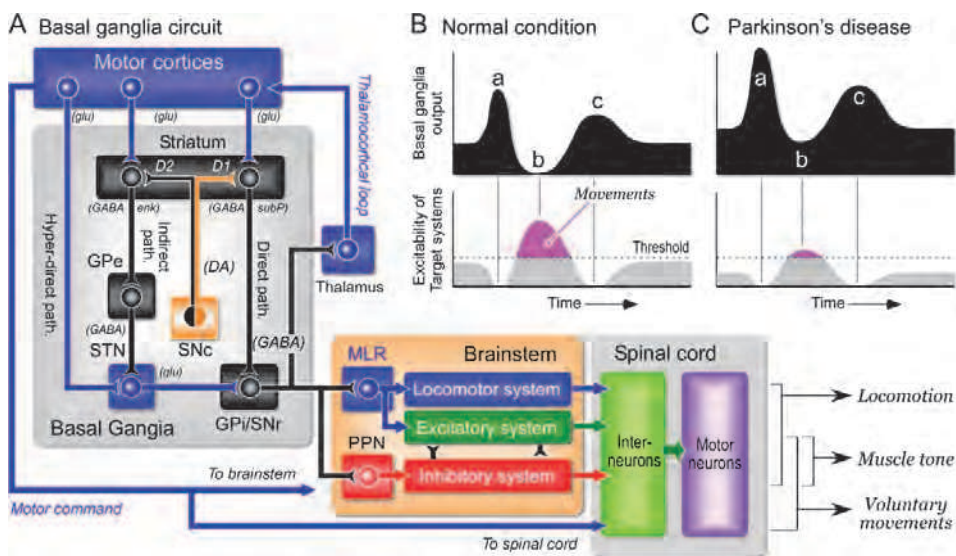 A
Basal ganglia circuit
Motor cortices
(glu)
(glu)
(glu)
Striatum
D2
D1
(GABA
enk)
(GABA
subP)
Thalamocortical loop
Hyper-direct path.
Indirect
path.
Direct path.
GPe
(DA)
Thalamus
(GABA)
STN
SNc
(GABA)
(glu)
Basal Gangia
GPi/SNr
To brainstem
Motor command
To spinal cord
MLR
Brainstem
Locomotor system
Excitatory system
PPN
Inhibitory system
Spinal cord
Inter-
neurons
Motor
neurons
Locomotion
Muscle tone
Voluntary
movements
B
Normal condition
Basal ganglia
output
a
b
c
Movements
Excitability of
Target systems
Threshold
Time
C
Parkinson's disease
a
b
c
Time